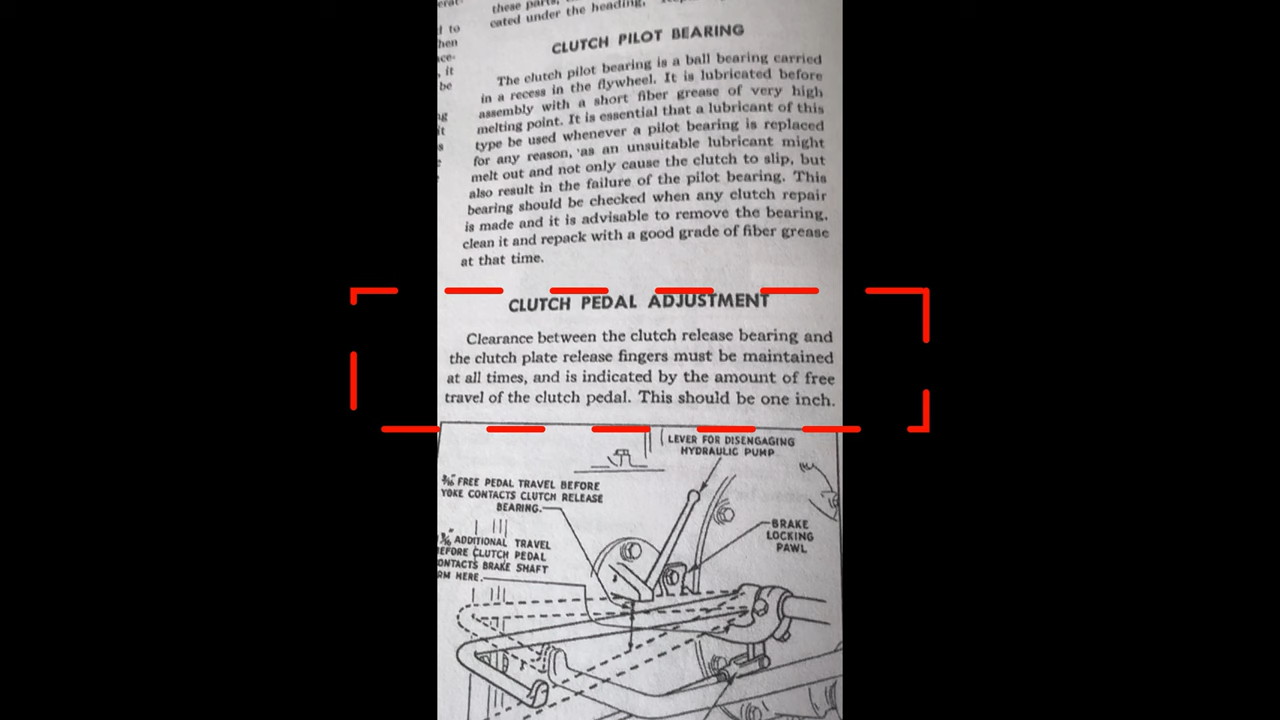 these
cated under the heading.
CLUTCH PILOT BEARING
The clutch pilot bearing is a ball bearing carried
in a recess in the flywheel. It is lubricated before
assembly with a short fiber grease of very high
melting point. It is essential that a lubricant of this
type be used whenever a pilot bearing is replaced
for any reason, as an unsuitable lubricant might
melt out and not only cause the clutch to slip, but
also result in the failure of the pilot bearing. This
bearing should be checked when any clutch repair
is made and it is advisable to remove the bearing,
clean it and repack with a good grade of fiber grease
at that time.
to
, it
be
CLUTCH PEDAL ADJUSTMENT
Clearance between the clutch release bearing and
the clutch plate release fingers must be maintained
at all times, and is indicated by the amount of free
travel of the clutch pedal. This should be one inch.
LEVER FOR DISENGAGING
HYDRAULIC PUMP
FREE PEDAL TRAVEL BEFORE
YOKE CONTACTS CLUTCH RELEASE
BEARING.
BRAKE
LOCKING
PAWL
ADDITIONAL TRAVEL
EFORE CLUTCH PEDAL
ONTACTS BRAKE SHAFT
RM HERE.